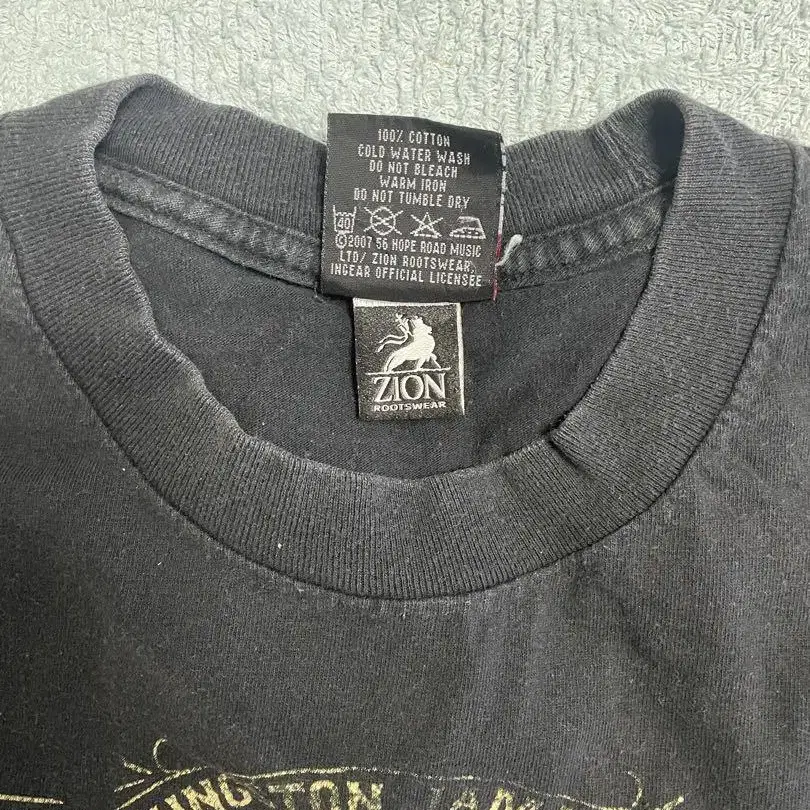 100% COTTON
COLD WATER WASH
DO NOT BLEACH
WARM IRON
DO NOT TUMBLE DRY
40
©2007 56 HOPE ROAD MUSIC
LTD/ ZION ROOTSWEAR,
INGEAR OFFICIAL LICENSEE
ZION
ROOTSWEAR